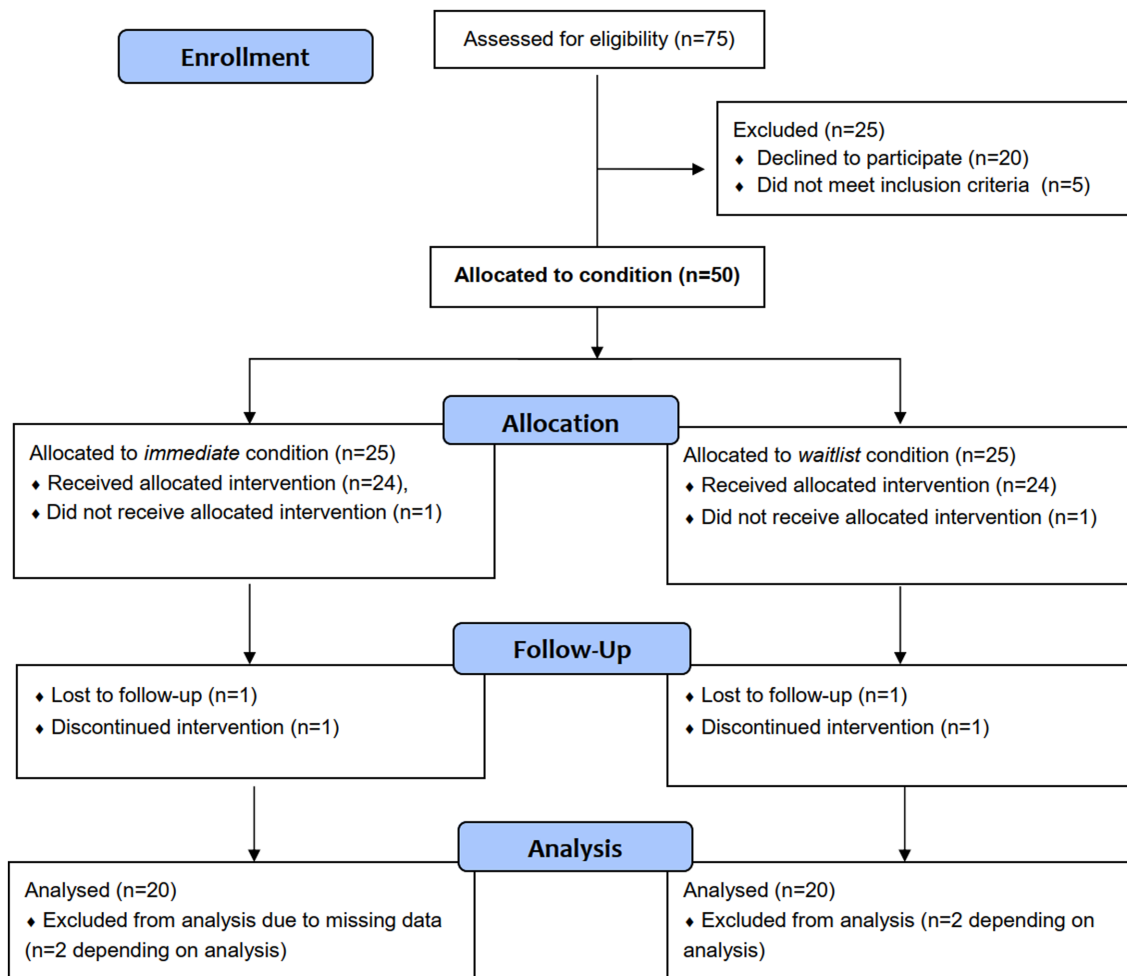 Enrollment
Assessed for eligibility (n=75)
Excluded (n=25)
♦ Declined to participate (n=20)
♦ Did not meet inclusion criteria (n=5)
Allocated to condition (n=50)
Allocation
Allocated to immediate condition (n=25)
♦ Received allocated intervention (n=24),
♦ Did not receive allocated intervention (n=1)
Allocated to waitlist condition (n=25)
♦ Received allocated intervention (n=24)
♦ Did not receive allocated intervention (n=1)
Follow-Up
♦ Lost to follow-up (n=1)
♦ Discontinued intervention (n=1)
♦ Lost to follow-up (n=1)
♦ Discontinued intervention (n=1)
Analysis
Analysed (n=20)
♦ Excluded from analysis due to missing data
(n=2 depending on analysis)
Analysed (n=20)
♦ Excluded from analysis (n=2 depending on
analysis)